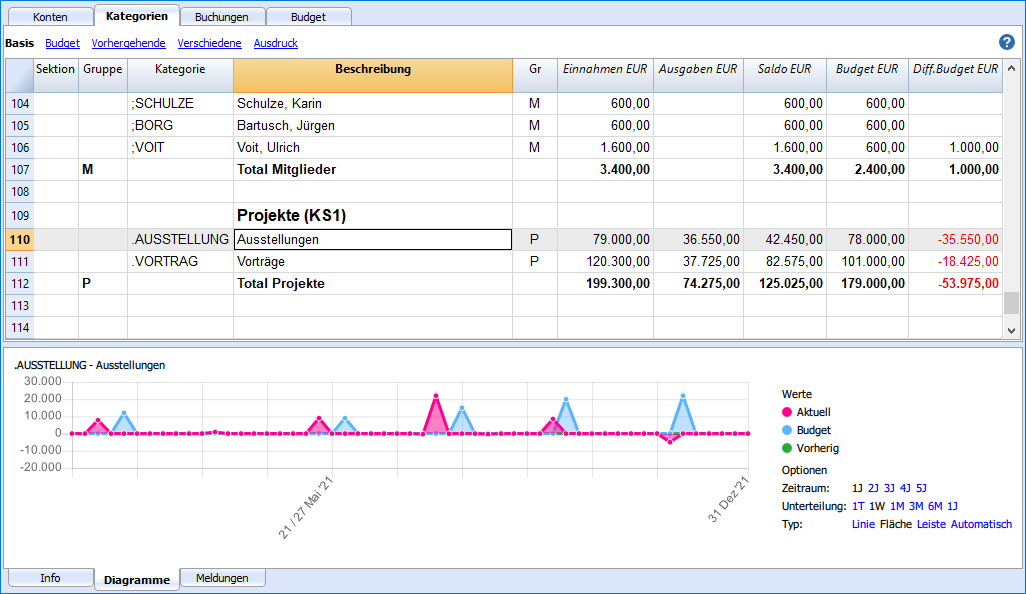 Konten Kategorien Buchungen Budget
Basis Budget Vorhergehende Verschiedene Ausdruck ?
Sektion Gruppe Kategorie Beschreibung Gr Einnahmen EUR Ausgaben EUR Saldo EUR Budget EUR Diff.Budget EUR
104 ;SCHULZE Schulze, Karin M 600,00 600,00 600,00
105 ;BORG Bartusch, Jürgen M 600,00 600,00 600,00
106 ;VOIT Voit, Ulrich M 1.600,00 1.600,00 600,00 1.000,00
107 M Total Mitglieder 3.400,00 3.400,00 2.400,00 1.000,00
108
109 Projekte (KS1)
110 .AUSSTELLUNG Ausstellungen P 79.000,00 36.550,00 42.450,00 78.000,00 -35.550,00
111 .VORTRAG Vorträge P 120.300,00 37.725,00 82.575,00 101.000,00 -18.425,00
112 P Total Projekte 199.300,00 74.275,00 125.025,00 179.000,00 -53.975,00
113
114
.AUSSTELLUNG - Ausstellungen
30.000
20.000
10.000
0
-10.000
-20.000
21 / 27 Mai '21
31 Dez '21
Werte
Aktuell
Budget
Vorherig
Optionen
Zeitraum: 1J 2J 3J 4J 5J
Unterteilung: 1T 1W 1M 3M 6M 1J
Typ: Linie Fläche Leiste Automatisch
Info Diagramme Meldungen